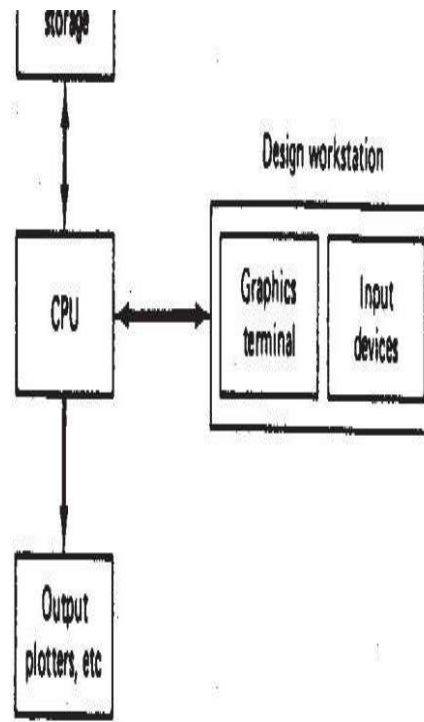 storage
Design workstation
CPU
Graphics
terminal
Input
devices
Output
plotters, etc